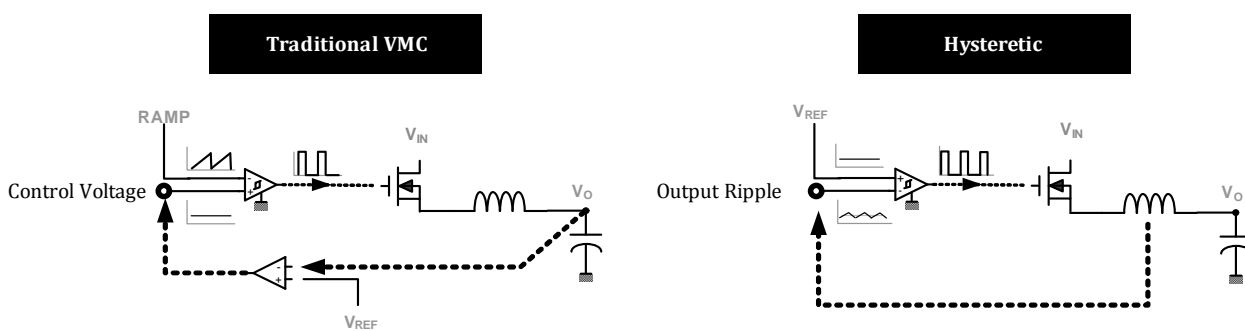 Traditional VMC
Hysteretic
RAMP
VIN
Control Voltage
-
+
VO
-
+
VREF
VREF
VIN
Output Ripple
+
-
VO